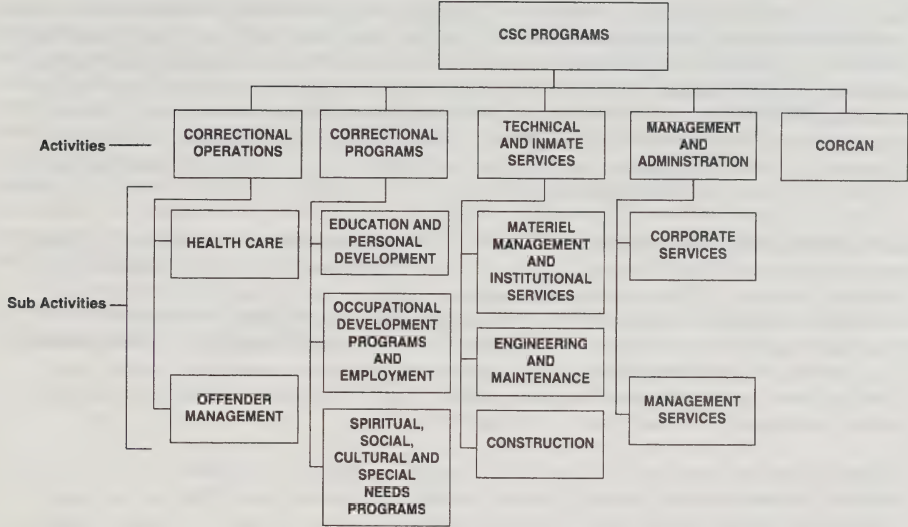 CSC PROGRAMS
Activities
CORRECTIONAL
OPERATIONS
CORRECTIONAL
PROGRAMS
TECHNICAL
AND INMATE
SERVICES
MANAGEMENT
AND
ADMINISTRATION
CORCAN
Sub Activities
HEALTH CARE
OFFENDER
MANAGEMENT
EDUCATION AND
PERSONAL
DEVELOPMENT
OCCUPATIONAL
DEVELOPMENT
PROGRAMS
AND
EMPLOYMENT
SPIRITUAL,
SOCIAL,
CULTURAL AND
SPECIAL
NEEDS
PROGRAMS
MATERIEL
MANAGEMENT
AND
INSTITUTIONAL
SERVICES
ENGINEERING
AND
MAINTENANCE
CONSTRUCTION
CORPORATE
SERVICES
MANAGEMENT
SERVICES